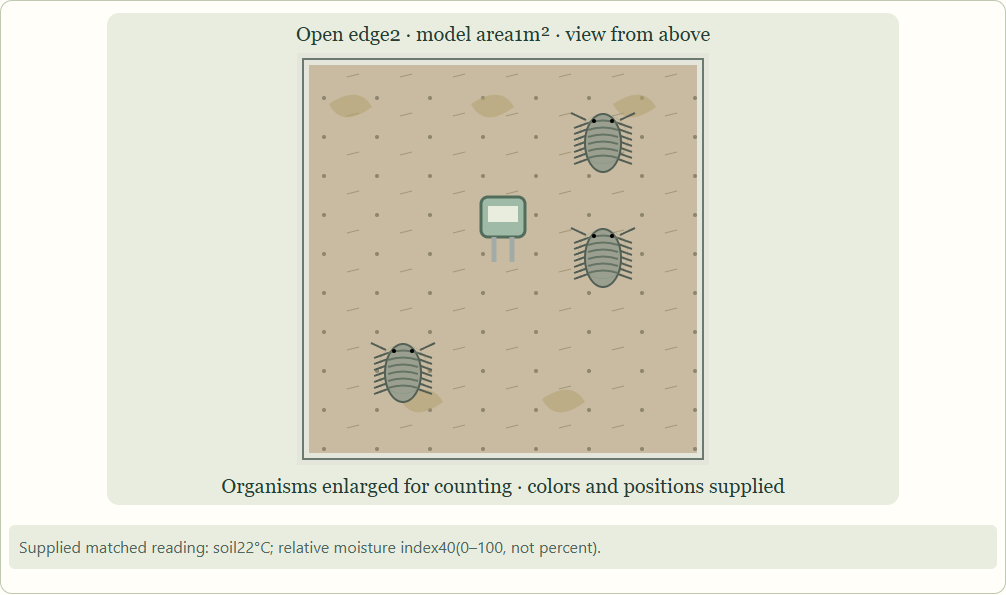 Open edge2 · model area1m² · view from above
Organisms enlarged for counting · colors and positions supplied
Supplied matched reading: soil22°C; relative moisture index40(0–100, not percent).